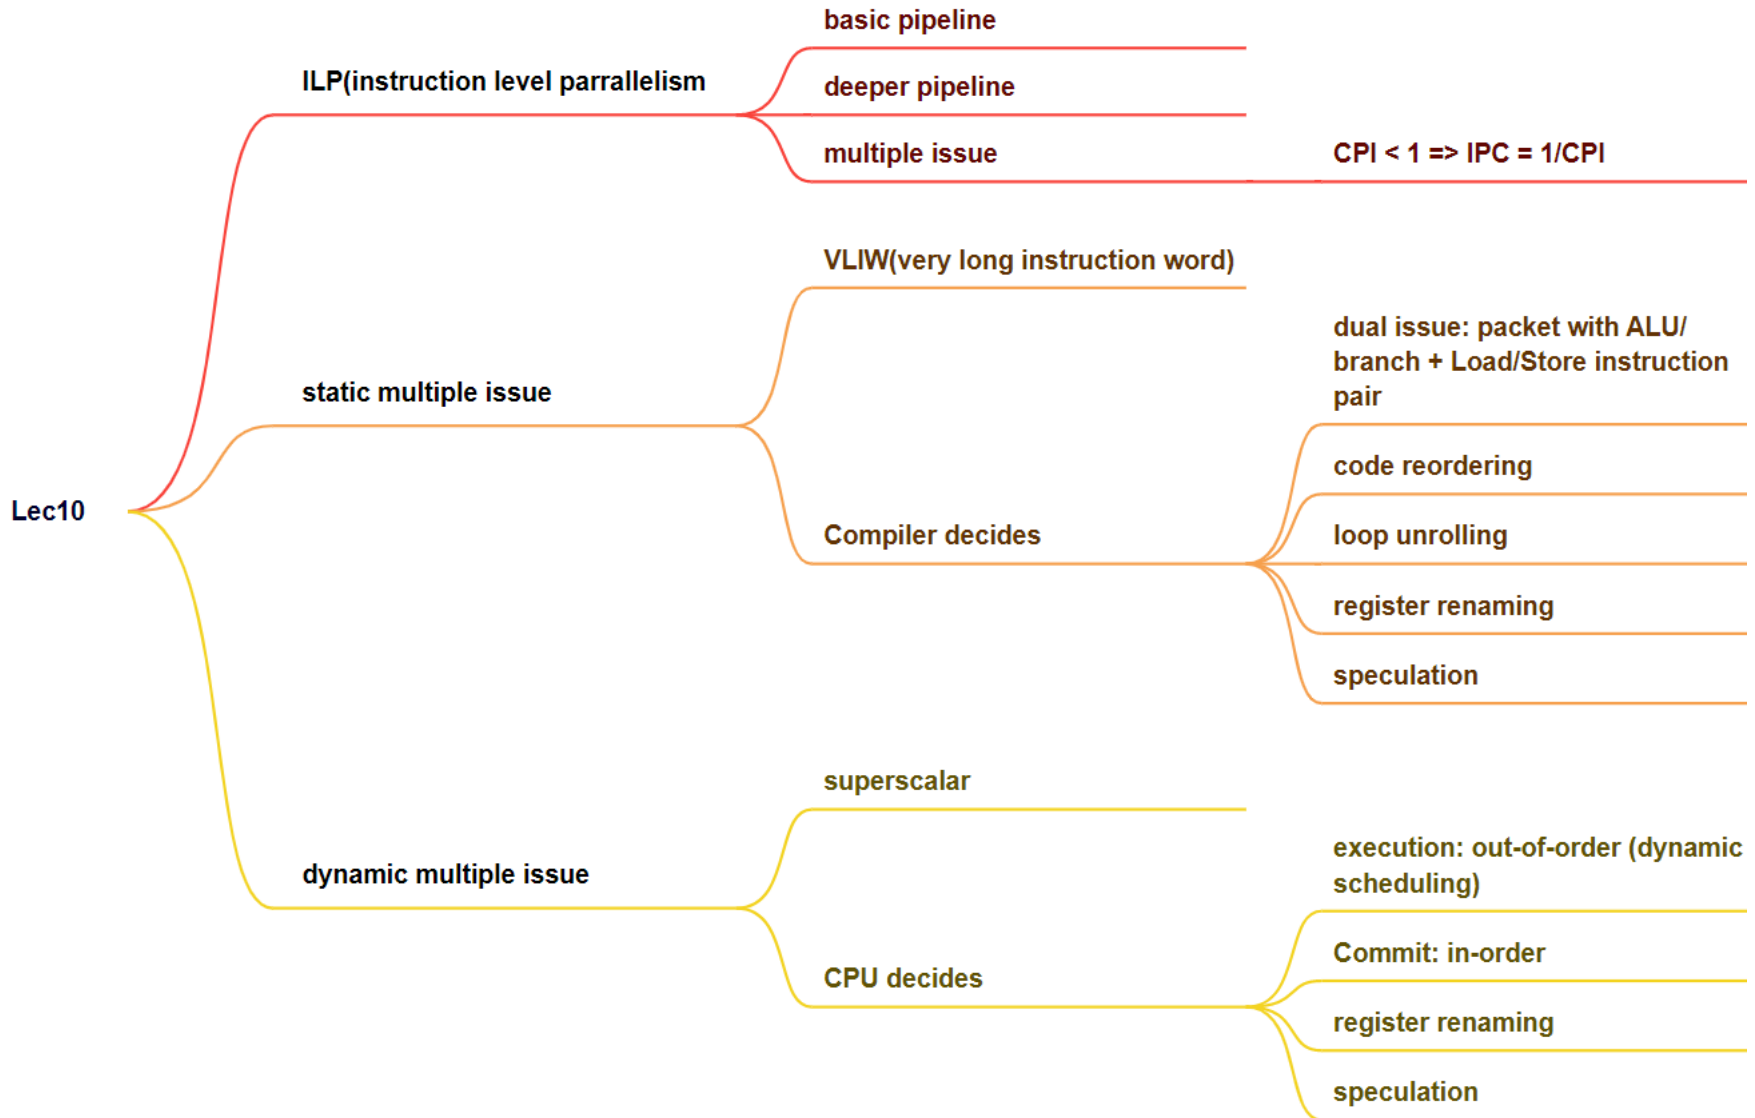 basic pipeline
ILP(instruction level parrallelism
deeper pipeline
multiple issue
CPI < 1 => IPC = 1/CPI
VLIW(very long instruction word)
dual issue: packet with ALU/
branch + Load/Store instruction
pair
static multiple issue
code reordering
Lec10
Compiler decides
loop unrolling
register renaming
speculation
superscalar
execution: out-of-order (dynamic
scheduling)
dynamic multiple issue
Commit: in-order
CPU decides
register renaming
speculation